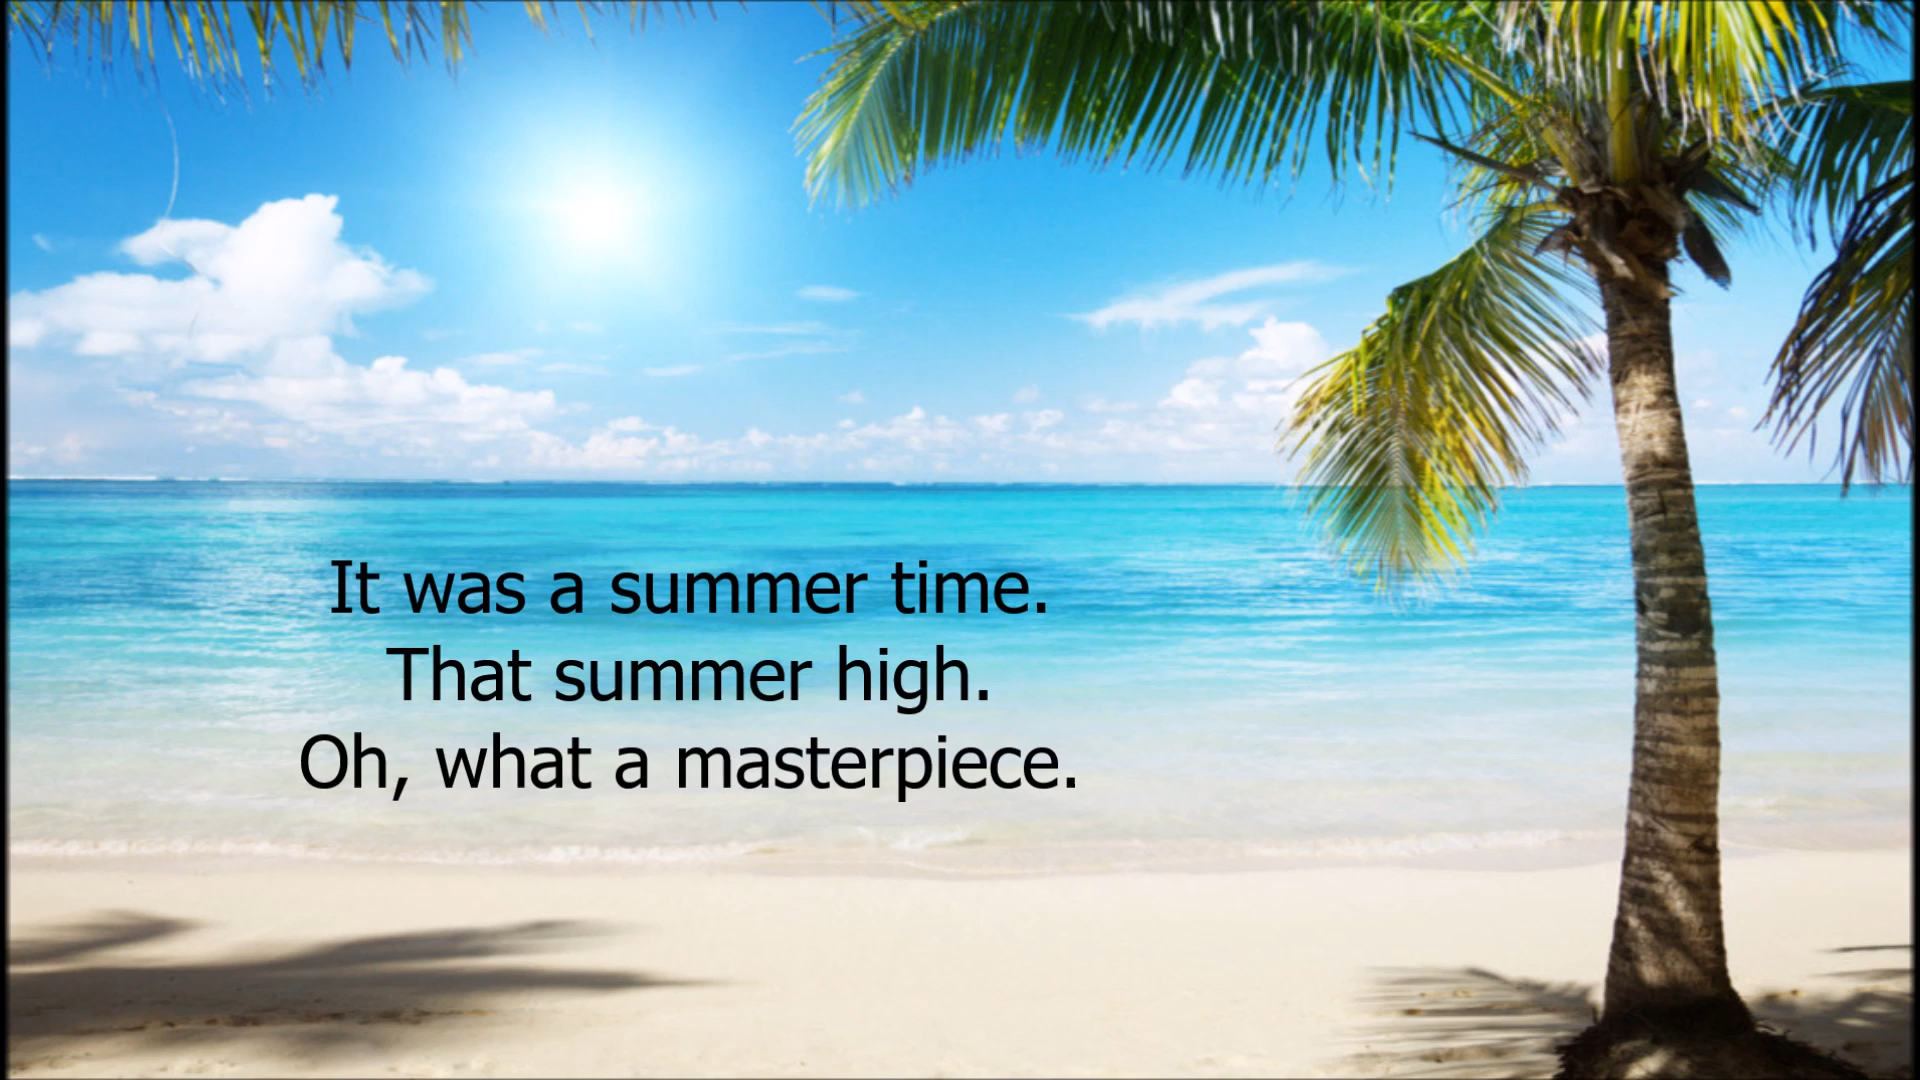 It was a summer time.
That summer high.
Oh, what a masterpiece.